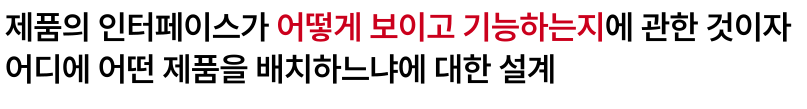 제품의 인터페이스가 어떻게 보이고 기능하는지에 관한 것이자
어디에 어떤 제품을 배치하느냐에 대한 설계